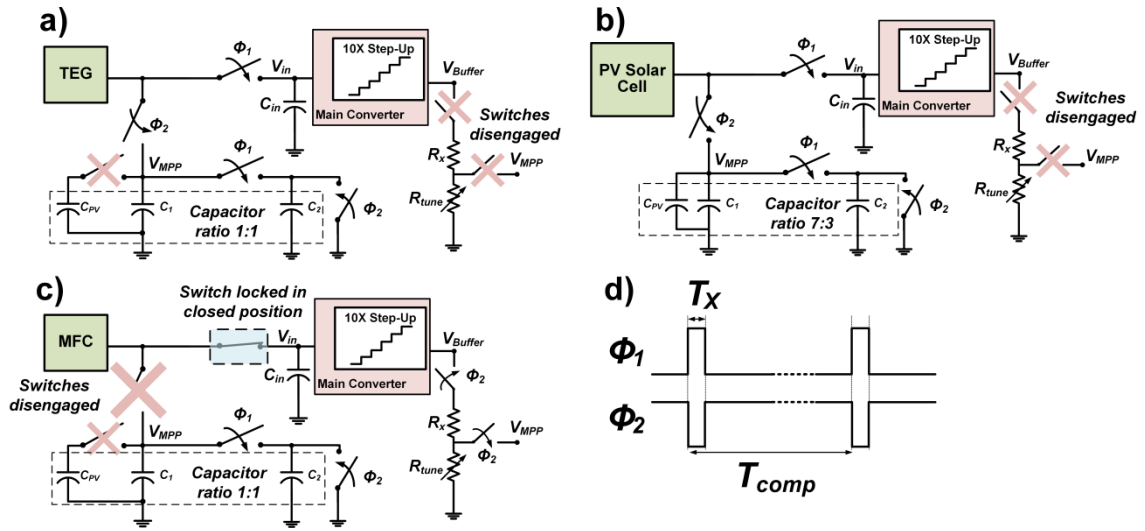 a)
TEG
Φ1
Vin
Cin
10X Step-Up
Main Converter
VBuffer
Switches
disengaged
Φ2
VMPP
Φ1
Rx
VMPP
Rtune
CPV
C1
Capacitor
ratio 1:1
C2
Φ2
b)
PV Solar
Cell
Φ1
Vin
Cin
10X Step-Up
Main Converter
VBuffer
Switches
disengaged
Φ2
VMPP
Φ1
Rx
VMPP
Rtune
CPV
C1
Capacitor
ratio 7:3
C2
Φ2
c)
Switch locked in
closed position
MFC
Vin
Cin
10X Step-Up
Main Converter
VBuffer
Switches
disengaged
Φ2
VMPP
Φ1
Rx
VMPP
Φ2
Rtune
CPV
C1
Capacitor
ratio 1:1
C2
Φ2
d)
TX
Φ1
Φ2
Tcomp